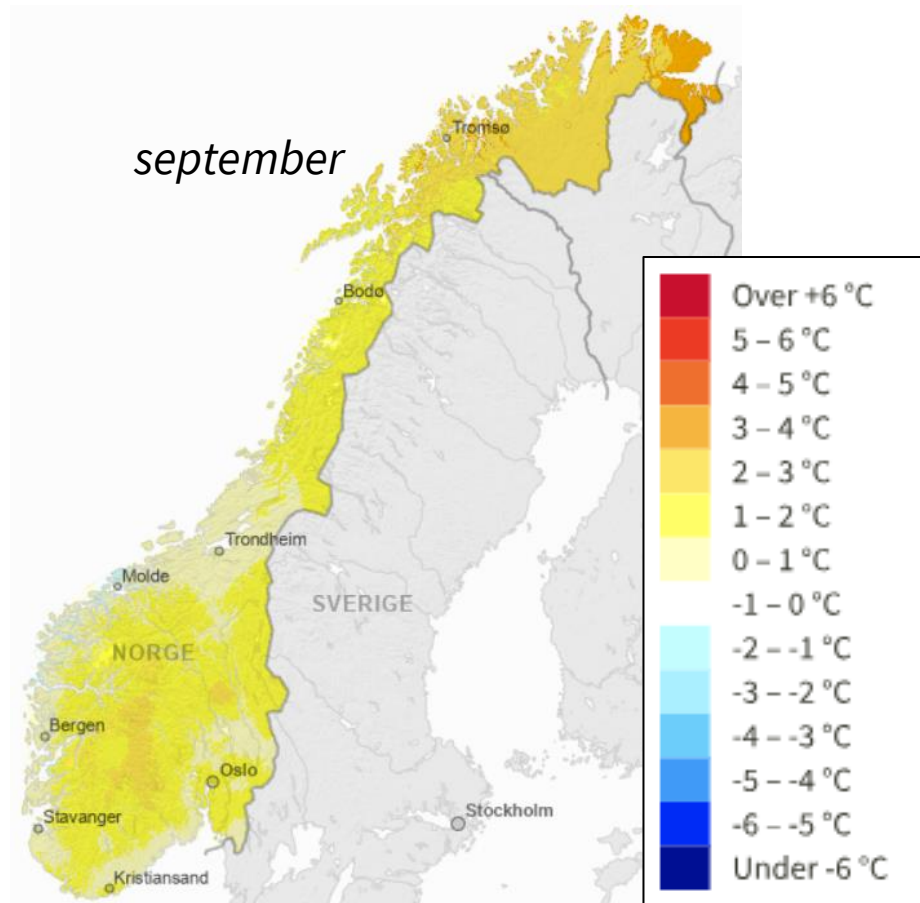 Tromsø
september
Bodø
Trondheim
Molde
SVERIGE
NORGE
Bergen
Oslo
Stockholm
Stavanger
Kristiansand
Over +6 °C
5 – 6 °C
4 – 5 °C
3 – 4 °C
2 – 3 °C
1 – 2 °C
0 – 1 °C
-1 – 0 °C
-2 – -1 °C
-3 – -2 °C
-4 – -3 °C
-5 – -4 °C
-6 – -5 °C
Under -6 °C